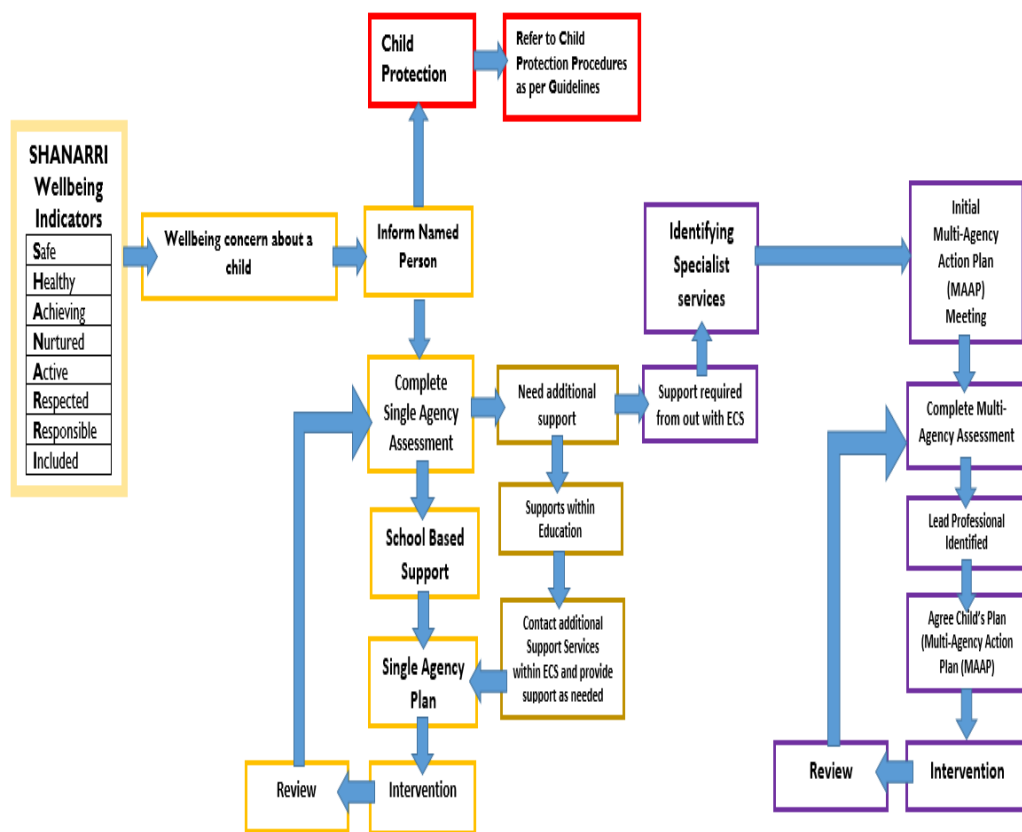 Child
Protection
Refer to Child
Protection Procedures
as per Guidelines
SHANARRI
Wellbeing
Indicators
Safe
Healthy
Achieving
Nurtured
Active
Respected
Responsible
Included
Wellbeing concern about a
child
Inform Named
Person
Complete
Single Agency
Assessment
School Based
Support
Single Agency
Plan
Intervention
Review
Need additional
support
Supports within
Education
Contact additional
Support Services
within ECS and provide
support as needed
Support required
from out with ECS
Identifying
Specialist
services
Initial
Multi-Agency
Action Plan
(MAAP)
Meeting
Complete Multi-
Agency Assessment
Lead Professional
Identified
Agree Child's Plan
(Multi-Agency Action
Plan (MAAP)
Intervention
Review